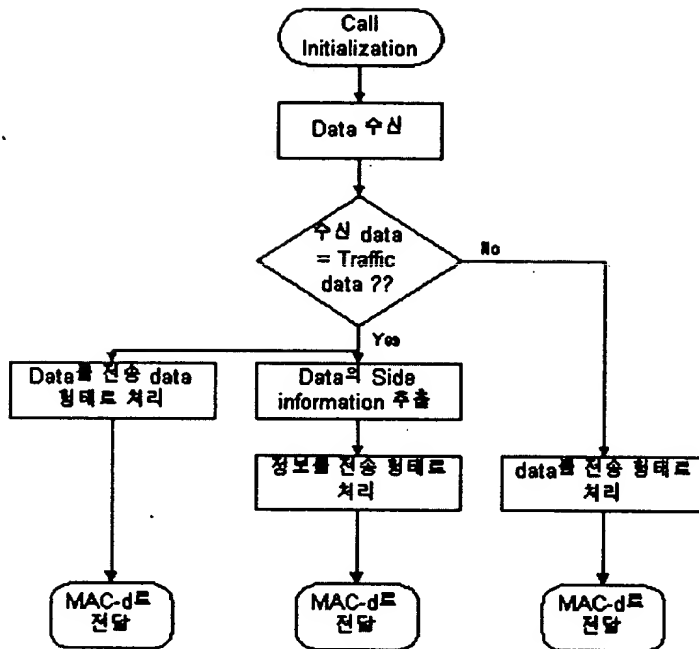 Call
Initialization
Data 수신
수신 data
= Traffic
data ??
No
Yes
Data를 전송 data
형태로 처리
Data의 Side
information 추출
정보를 전송 형태로
처리
data를 전송 형태로
처리
MAC-d로
전달
MAC-d로
전달
MAC-d로
전달